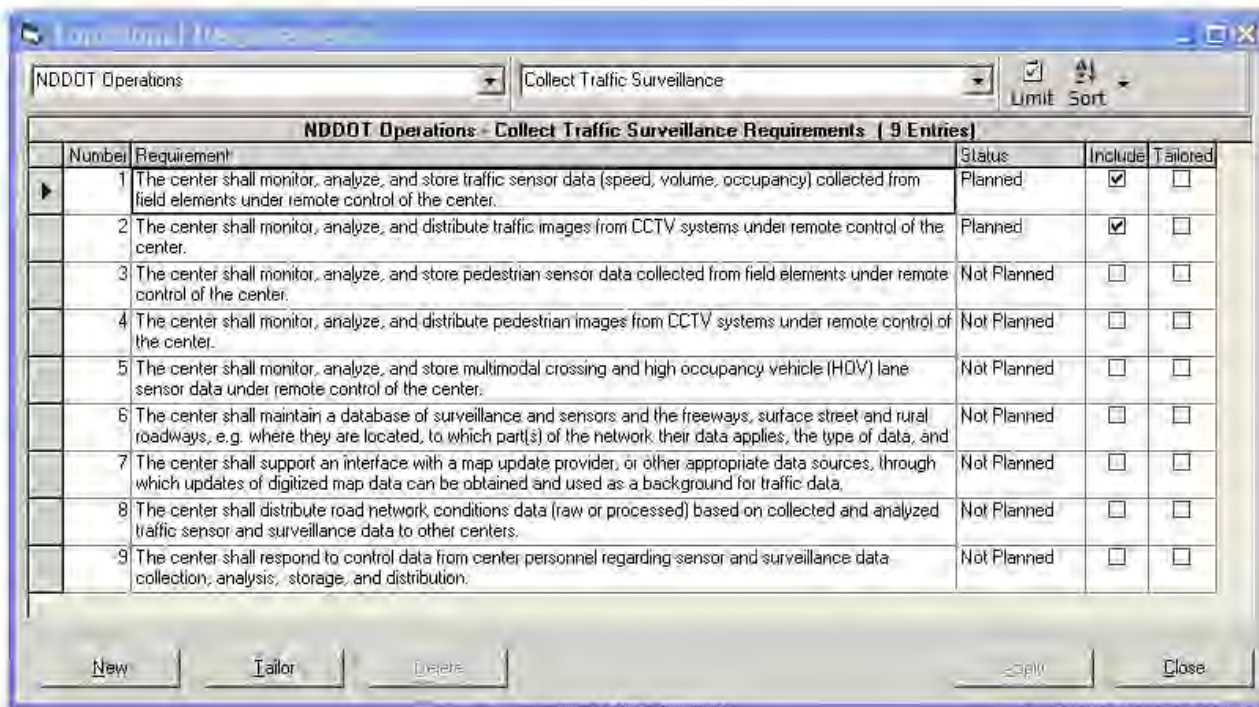 NDDOT Operations
Collect Traffic Surveillance
Limit Sort
NDDOT Operations - Collect Traffic Surveillance Requirements ( 9 Entries)
Number Requirement Status Include Tailored
1 The center shall monitor, analyze, and store traffic sensor data (speed, volume, occupancy) collected from Planned
field elements under remote control of the center.
2 The center shall monitor, analyze, and distribute traffic images from CCTV systems under remote control of the Planned
center.
3 The center shall monitor, analyze, and store pedestrian sensor data collected from field elements under remote Not Planned
control of the center.
4 The center shall monitor, analyze, and distribute pedestrian images from CCTV systems under remote control of Not Planned
the center.
5 The center shall monitor, analyze, and store multimodal crossing and high occupancy vehicle (HOV) lane Not Planned
sensor data under remote control of the center.
6 The center shall maintain a database of surveillance and sensors and the freeways, surface street and rural Not Planned
roadways, e.g. where they are located, to which part(s) of the network their data applies, the type of data, and
7 The center shall support an interface with a map update provider, or other appropriate data sources, through Not Planned
which updates of digitized map data can be obtained and used as a background for traffic data.
8 The center shall distribute road network conditions data (raw or processed) based on collected and analyzed Not Planned
traffic sensor and surveillance data to other centers.
9 The center shall respond to control data from center personnel regarding sensor and surveillance data Not Planned
collection, analysis, storage, and distribution.
New Tailor Delete Apply Close